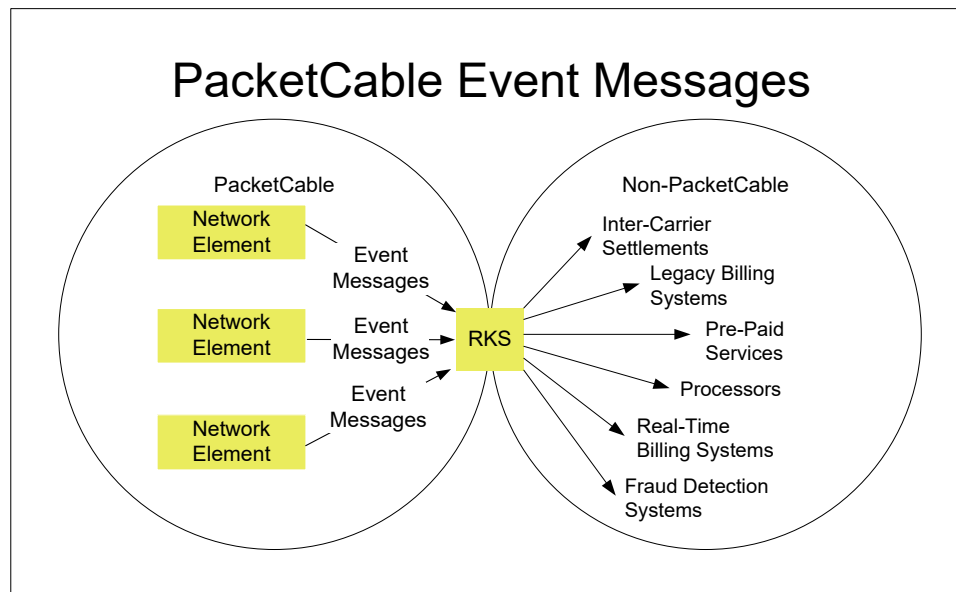 PacketCable Event Messages
PacketCable
Network
Element
Event
Messages
Network
Element
Event
Messages
Network
Element
Event
Messages
RKS
Non-PacketCable
Inter-Carrier
Settlements
Legacy Billing
Systems
Pre-Paid
Services
Processors
Real-Time
Billing Systems
Fraud Detection
Systems